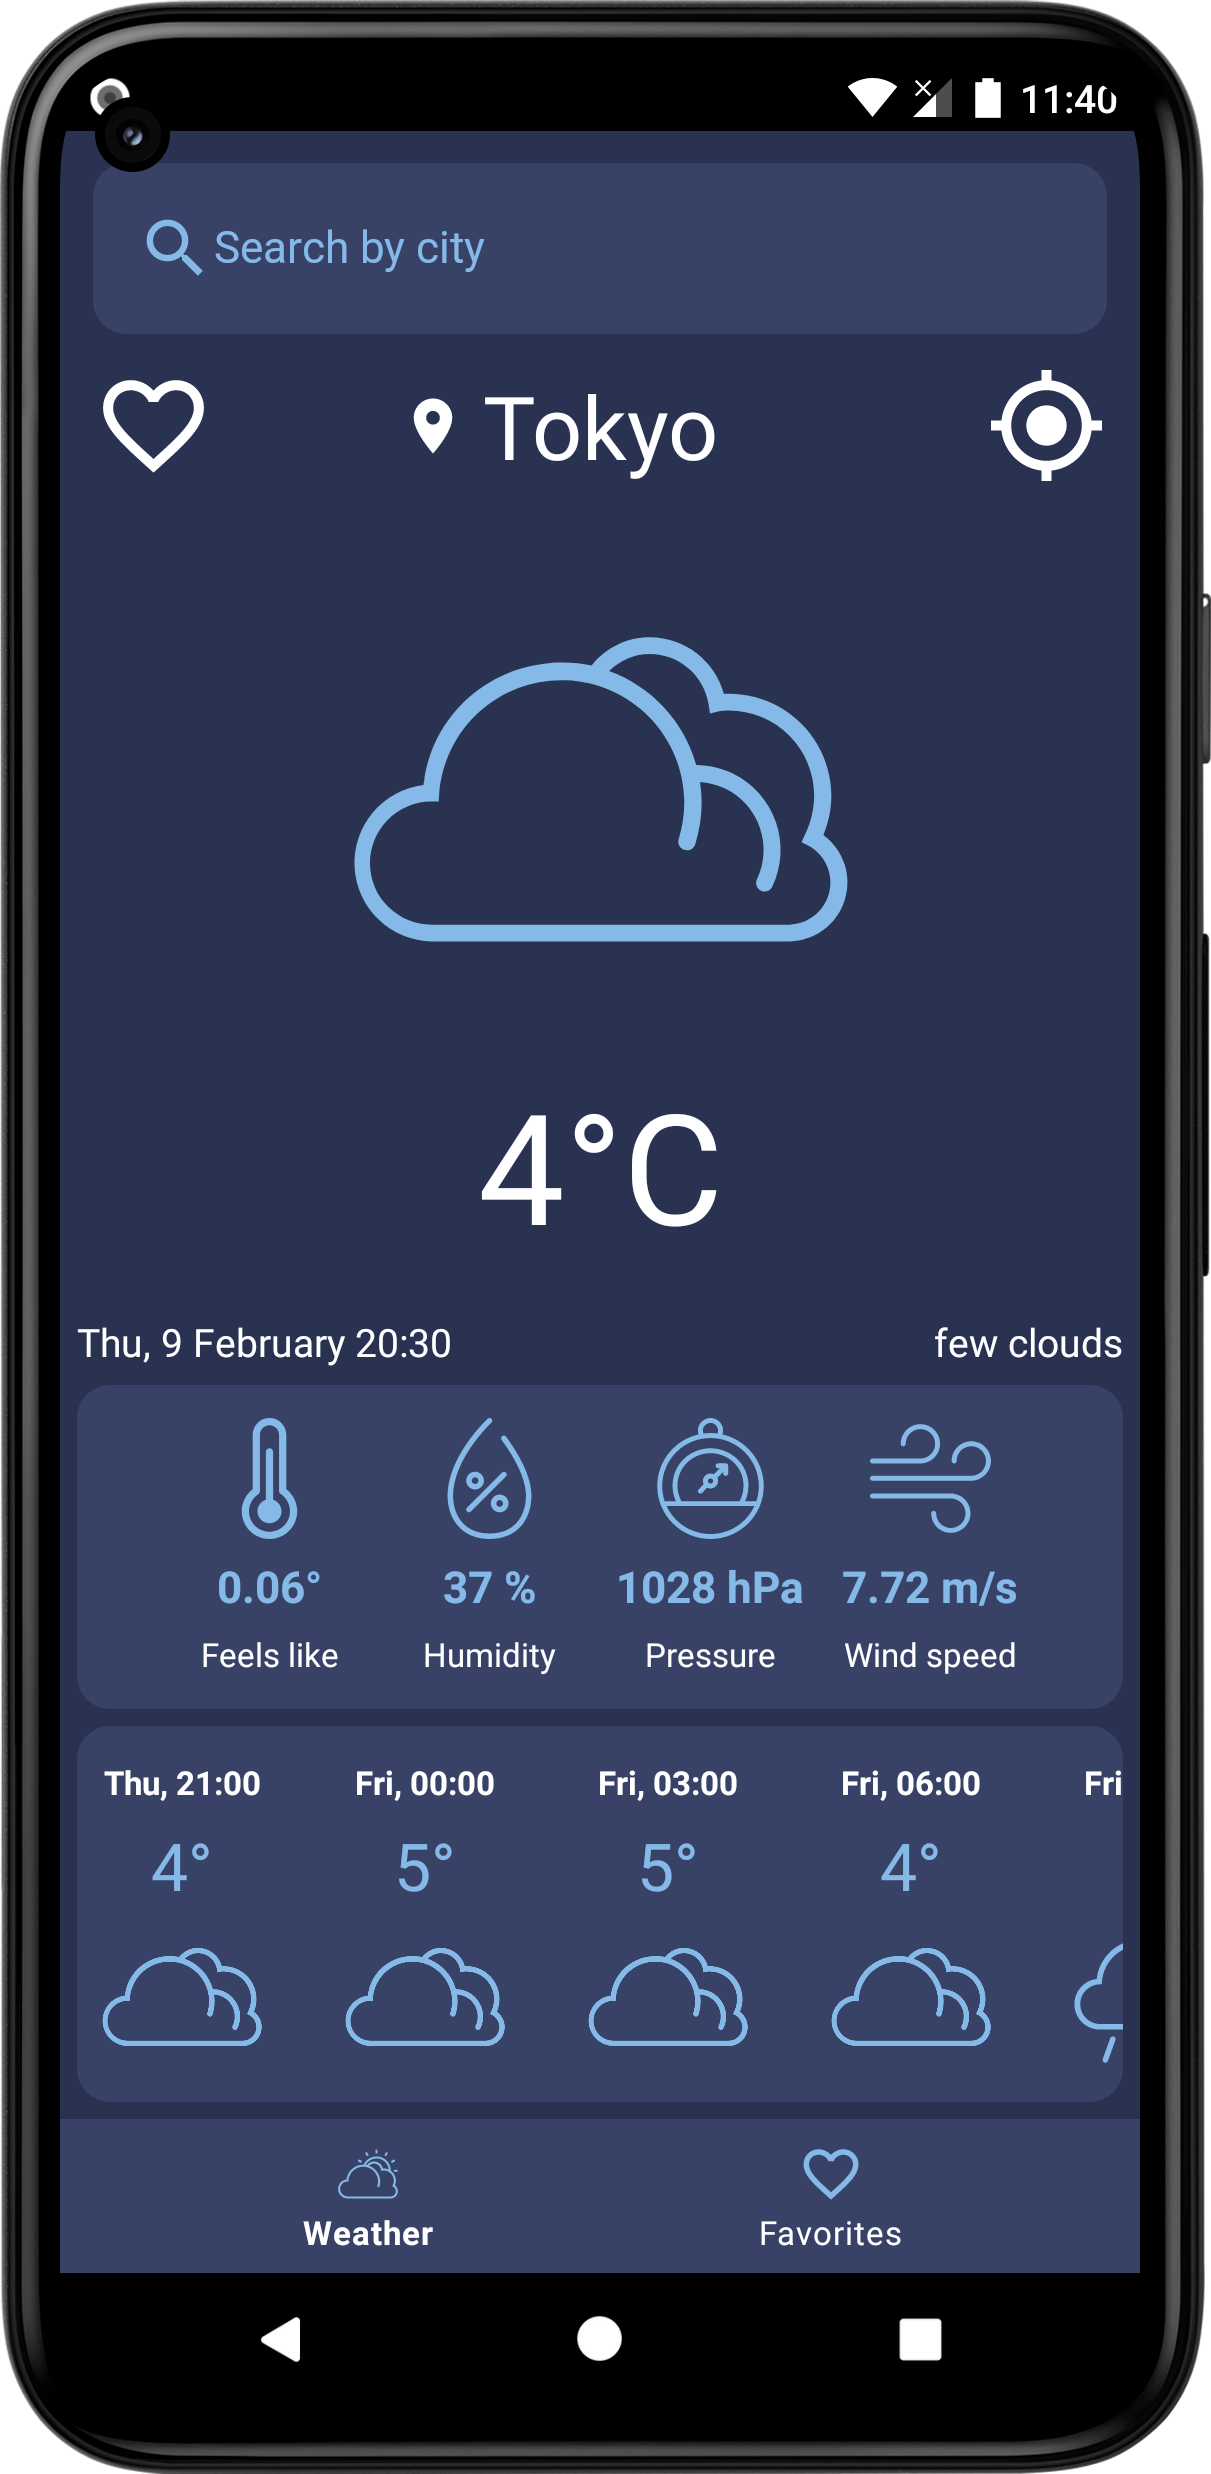 11:40
Search by city
Tokyo
4°C
Thu, 9 February 20:30 few clouds
0.06° 37 % 1028 hPa 7.72 m/s
Feels like Humidity Pressure Wind speed
Thu, 21:00 Fri, 00:00 Fri, 03:00 Fri, 06:00 Fri
4° 5° 5° 4°
Weather Favorites